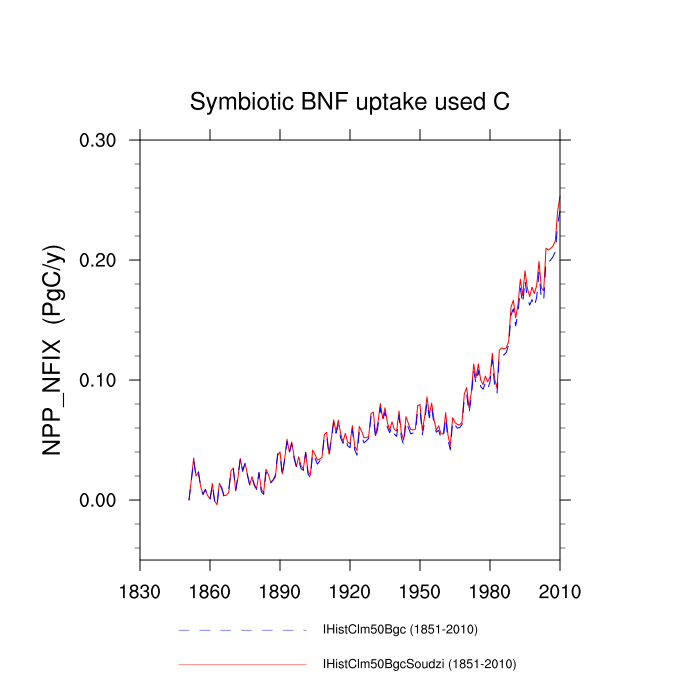 Symbiotic BNF uptake used C
0.30
0.20
0.10
0.00
NPP_NFIX (PgC/y)
1830 1860 1890 1920 1950 1980 2010
IHistClm50Bgc (1851-2010)
IHistClm50BgcSoudzi (1851-2010)